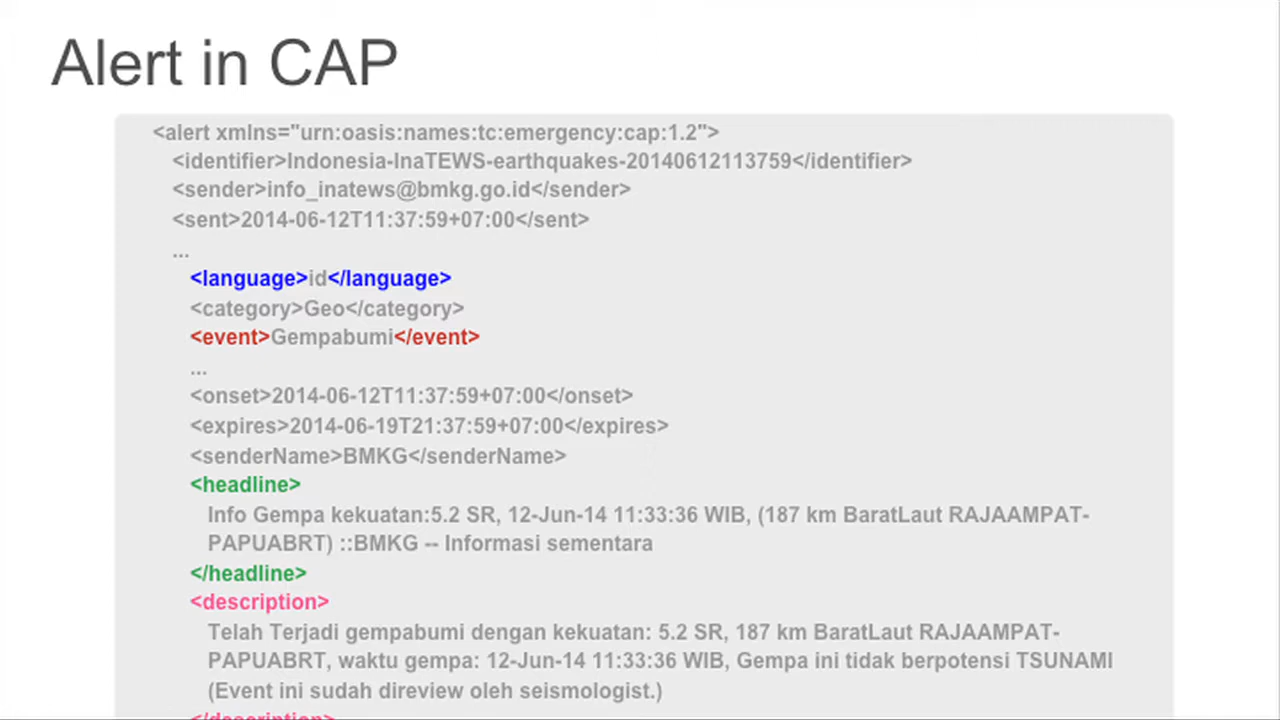 Alert in CAP
<alert xmlns="urn:oasis:names:tc:emergency:cap:1.2">
<identifier>Indonesia-InaTEWS-earthquakes-20140612113759</identifier>
<sender>info_inatews@bmkg.go.id</sender>
<sent>2014-06-12T11:37:59+07:00</sent>
...
<language>id</language>
<category>Geo</category>
<event>Gempabumi</event>
...
<onset>2014-06-12T11:37:59+07:00</onset>
<expires>2014-06-19T21:37:59+07:00</expires>
<senderName>BMKG</senderName>
<headline>
Info Gempa kekuatan:5.2 SR, 12-Jun-14 11:33:36 WIB, (187 km BaratLaut RAJAAMPAT-
PAPUABRT) ::BMKG -- Informasi sementara
</headline>
<description>
Telah Terjadi gempabumi dengan kekuatan: 5.2 SR, 187 km BaratLaut RAJAAMPAT-
PAPUABRT, waktu gempa: 12-Jun-14 11:33:36 WIB, Gempa ini tidak berpotensi TSUNAMI
(Event ini sudah direview oleh seismologist.)
</description>